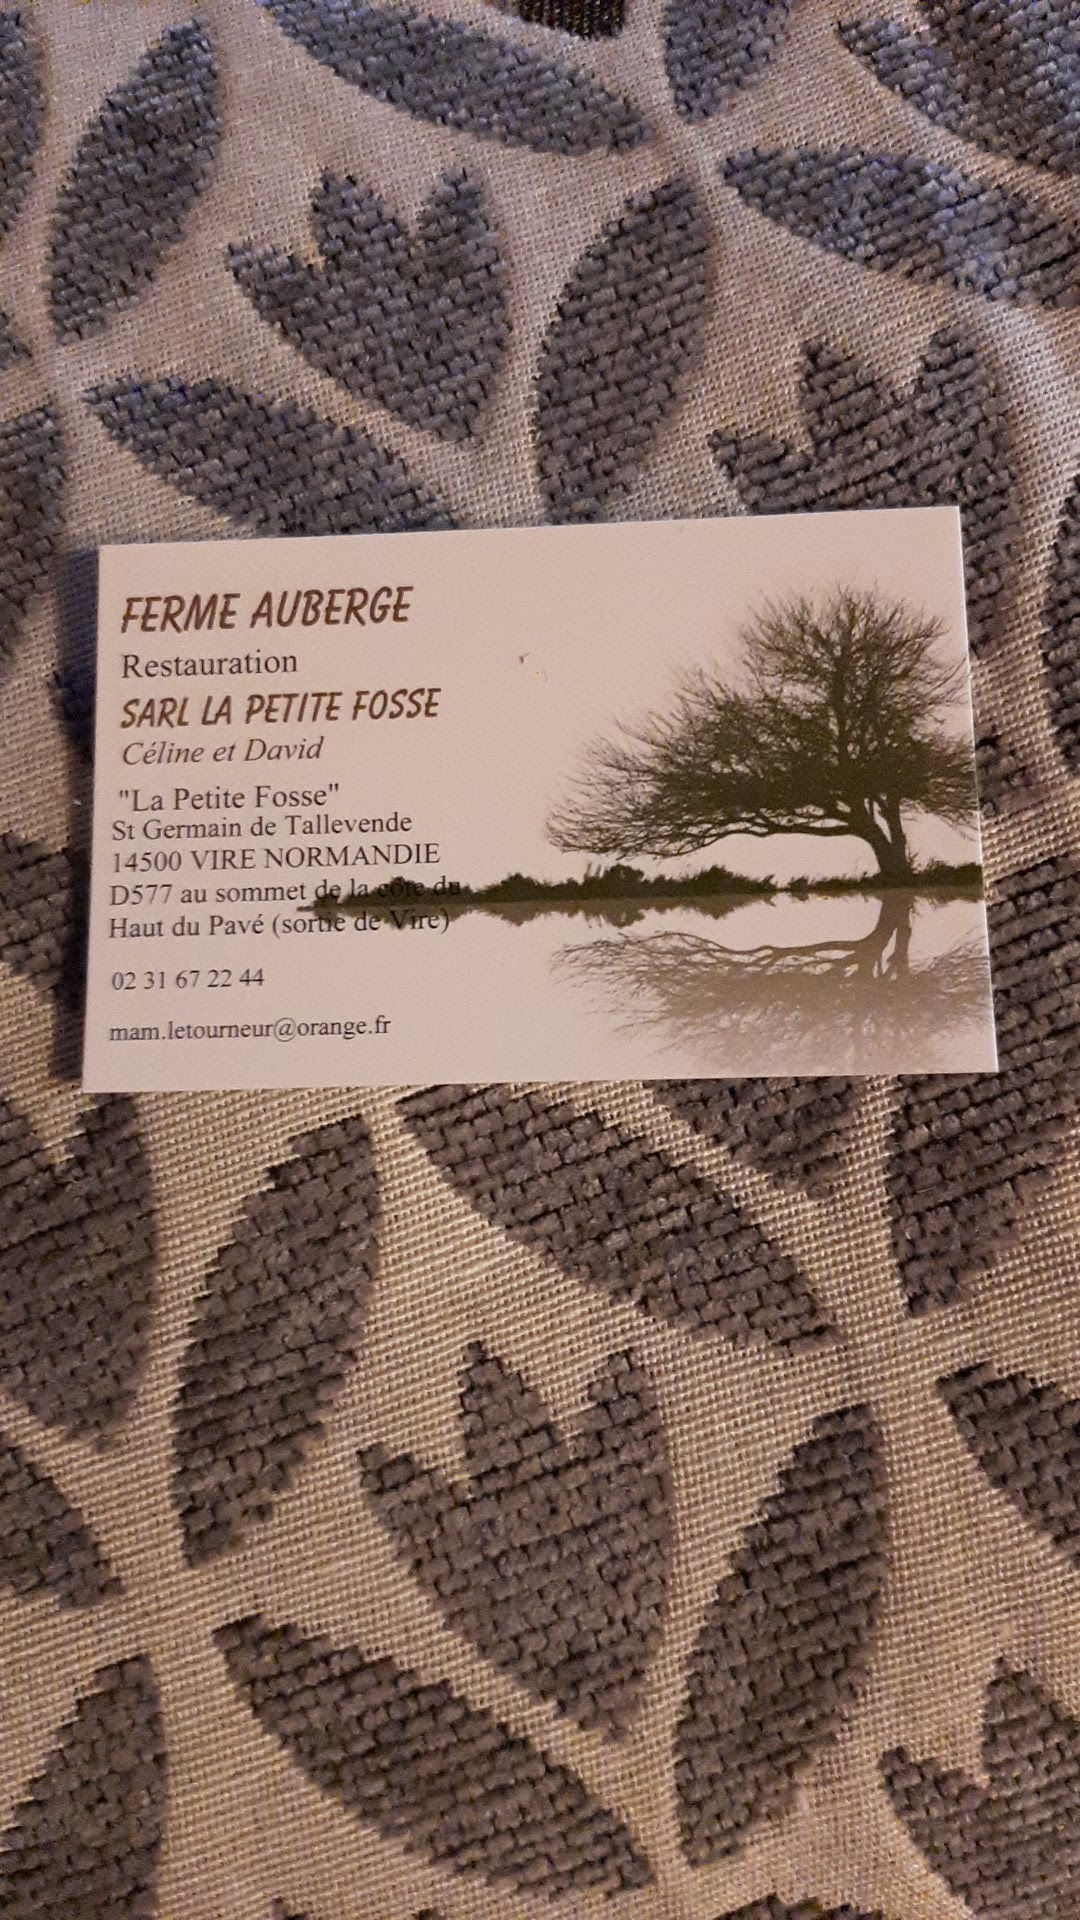 FERME AUBERGE
Restauration
SARL LA PETITE FOSSE
Céline et David
"La Petite Fosse"
St Germain de Tallevende
14500 VIRE NORMANDIE
D577 au sommet de la côte du
Haut du Pavé (sortie de Vire)
02 31 67 22 44
mam.letourneur@orange.fr